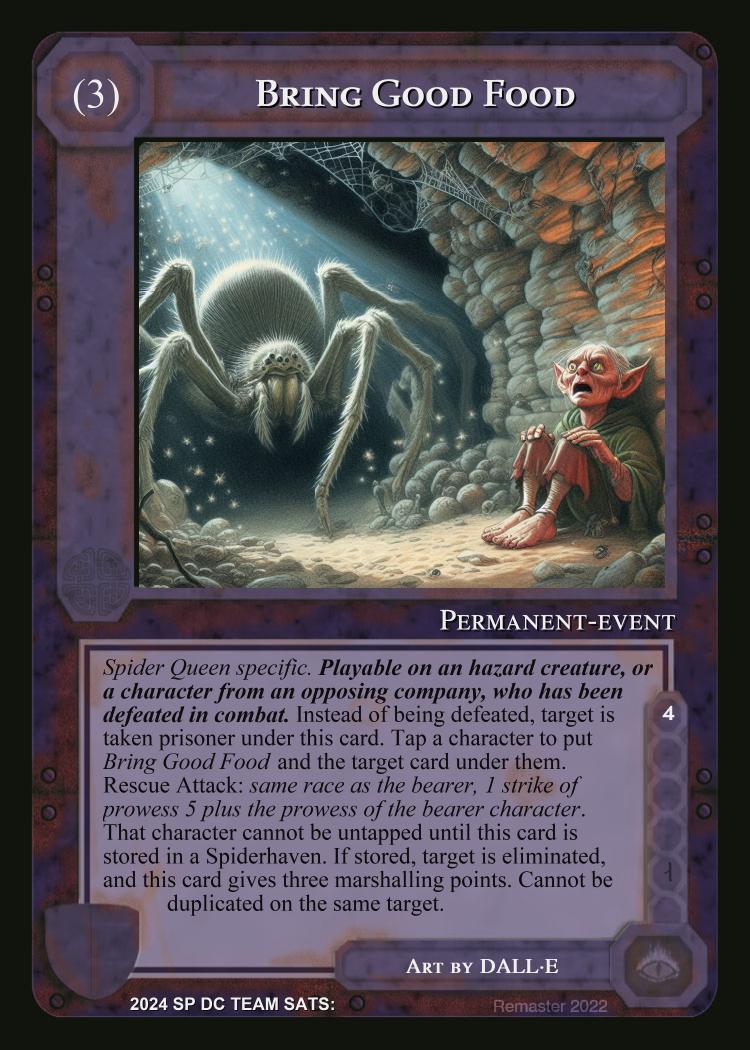 (3)
Bring Good Food
Permanent-event
Spider Queen specific. Playable on an hazard creature, or
a character from an opposing company, who has been
defeated in combat. Instead of being defeated, target is
taken prisoner under this card. Tap a character to put
Bring Good Food and the target card under them.
Rescue Attack: same race as the bearer, 1 strike of
prowess 5 plus the prowess of the bearer character.
That character cannot be untapped until this card is
stored in a Spiderhaven. If stored, target is eliminated,
and this card gives three marshalling points. Cannot be
duplicated on the same target.
4
Art by DALL·E
2024 SP DC TEAM SATS:
Remaster 2022